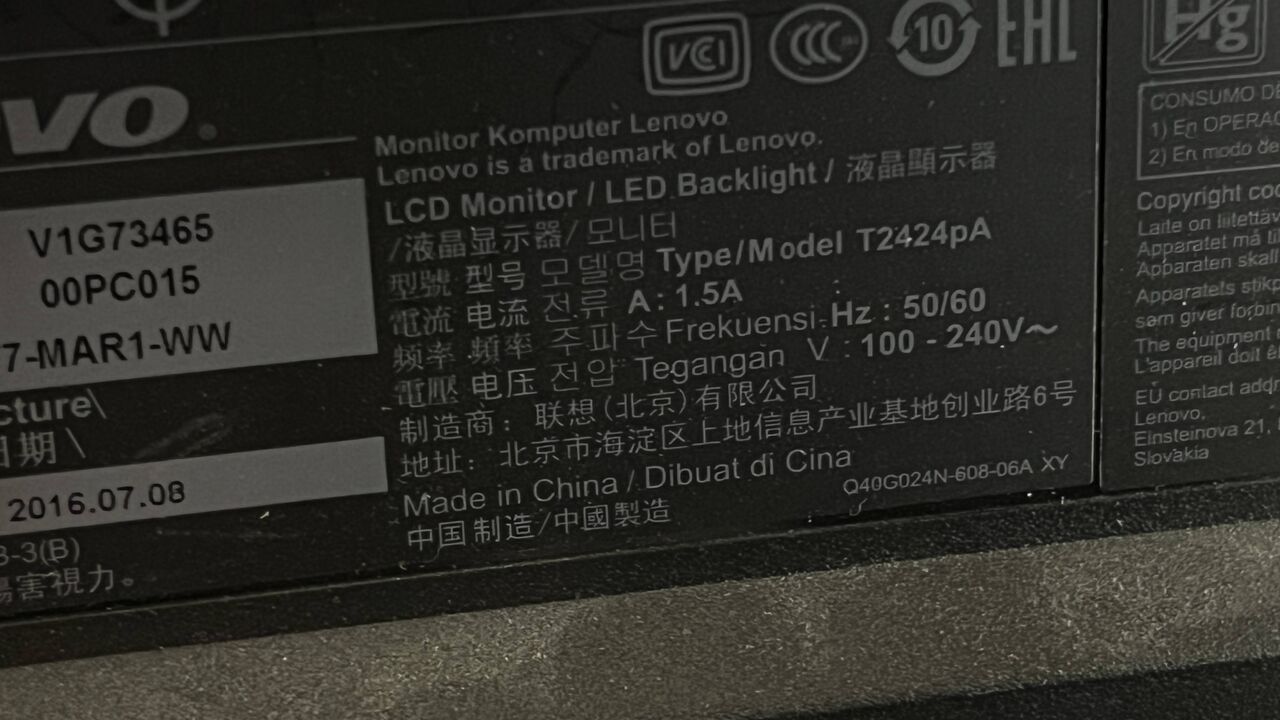 VCI
CCC
10
EAC
Hg
VO
V1G73465
00PC015
7-MAR1-WW
cture\
日期 \
2016.07.08
3-3(B)
傷害視力。
Monitor Komputer Lenovo
Lenovo is a trademark of Lenovo.
LCD Monitor / LED Backlight / 液晶顯示器
/液晶显示器/ 모니터
型號 型号 모델명 Type/Model T2424pA
電流 电流 전류 A : 1.5A
频率 頻率 주파수 Frekuensi Hz : 50/60
電壓 电压 전압 Tegangan V : 100 - 240V～
制造商：联想(北京)有限公司
地址：北京市海淀区上地信息产业基地创业路6号
Made in China / Dibuat di Cina
中国制造/中國製造
Q40G024N-608-06A XY
CONSUMO DE
1) En OPERAC
2) En modo de
Copyright co
Laite on liitettäv
Apparatet må til
Apparaten skall
Apparatets stikp
som giver forbin
The equipment
L'appareil doit ê
EU contact addr
Lenovo,
Einsteinova 21,
Slovakia